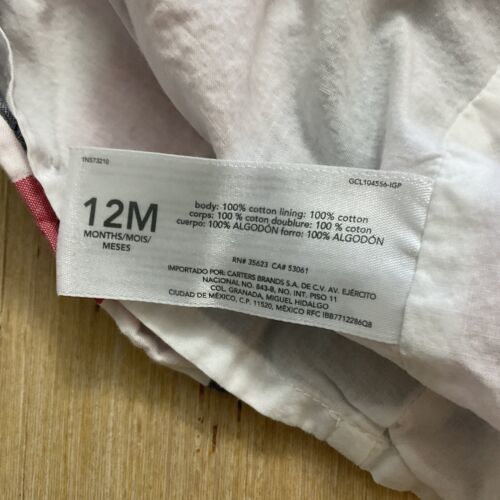 1N573210
GCL104556-IGP
12M
MONTHS/MOIS/
MESES
body: 100% cotton lining: 100% cotton
corps: 100 % coton doublure: 100 % coton
cuerpo: 100% ALGODÓN forro: 100% ALGODÓN
RN# 35623 CA# 53061
IMPORTADO POR: CARTERS BRANDS S.A. DE C.V. AV. EJÉRCITO
NACIONAL NO. 843-B, NO INT. PISO 11
COL. GRANADA, MIGUEL HIDALGO
CIUDAD DE MÉXICO, C.P. 11520, MÉXICO RFC IBB7712286Q8